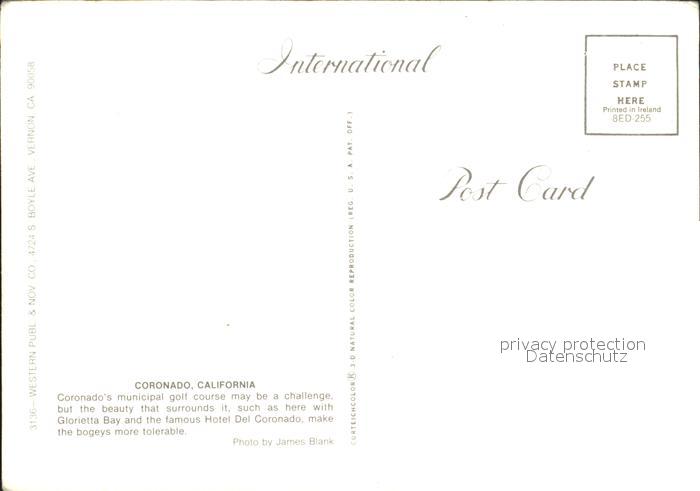 International
PLACE
STAMP
HERE
Printed in Ireland
8ED-255
Post Card
3136—WESTERN PUBL. & NOV. CO., 4724 S. BOYLE AVE., VERNON, CA 90058
CURTEICHCOLOR® 3-D NATURAL COLOR REPRODUCTION (REG. U. S. A. PAT. OFF.)
CORONADO, CALIFORNIA
Coronado's municipal golf course may be a challenge,
but the beauty that surrounds it, such as here with
Glorietta Bay and the famous Hotel Del Coronado, make
the bogeys more tolerable.
Photo by James Blank
privacy protection
Datenschutz